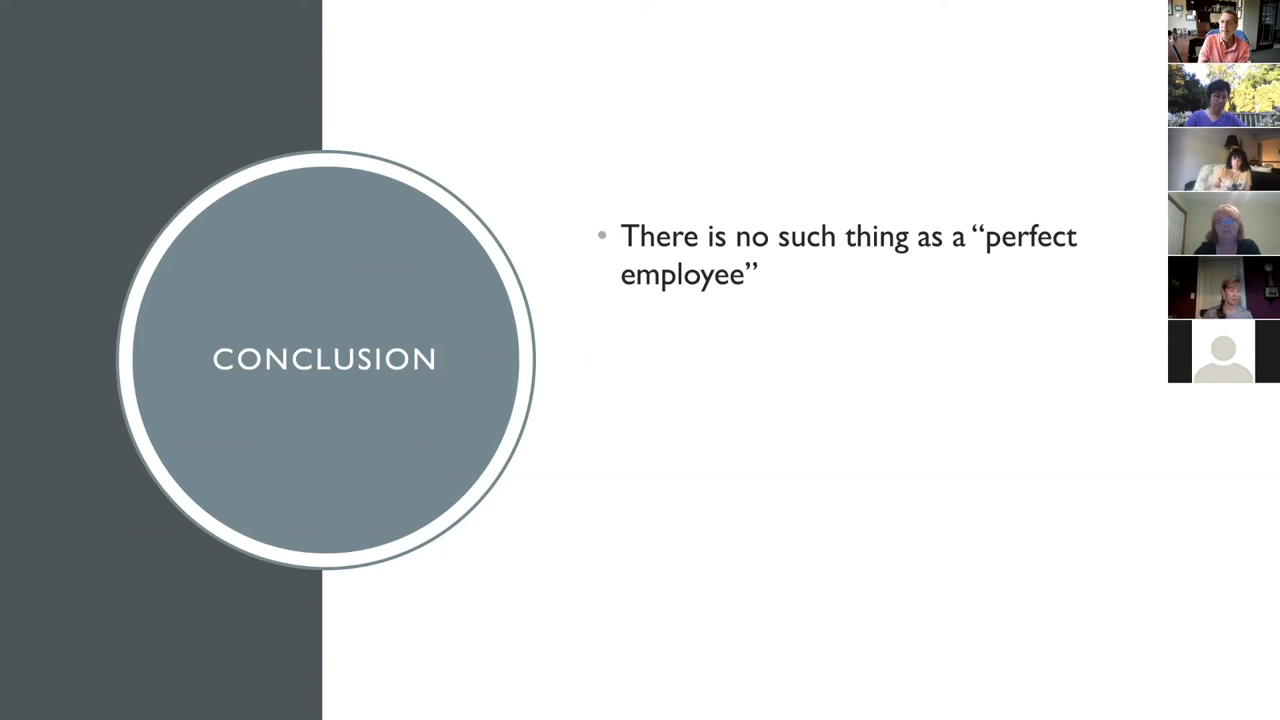 CONCLUSION
• There is no such thing as a “perfect
employee”